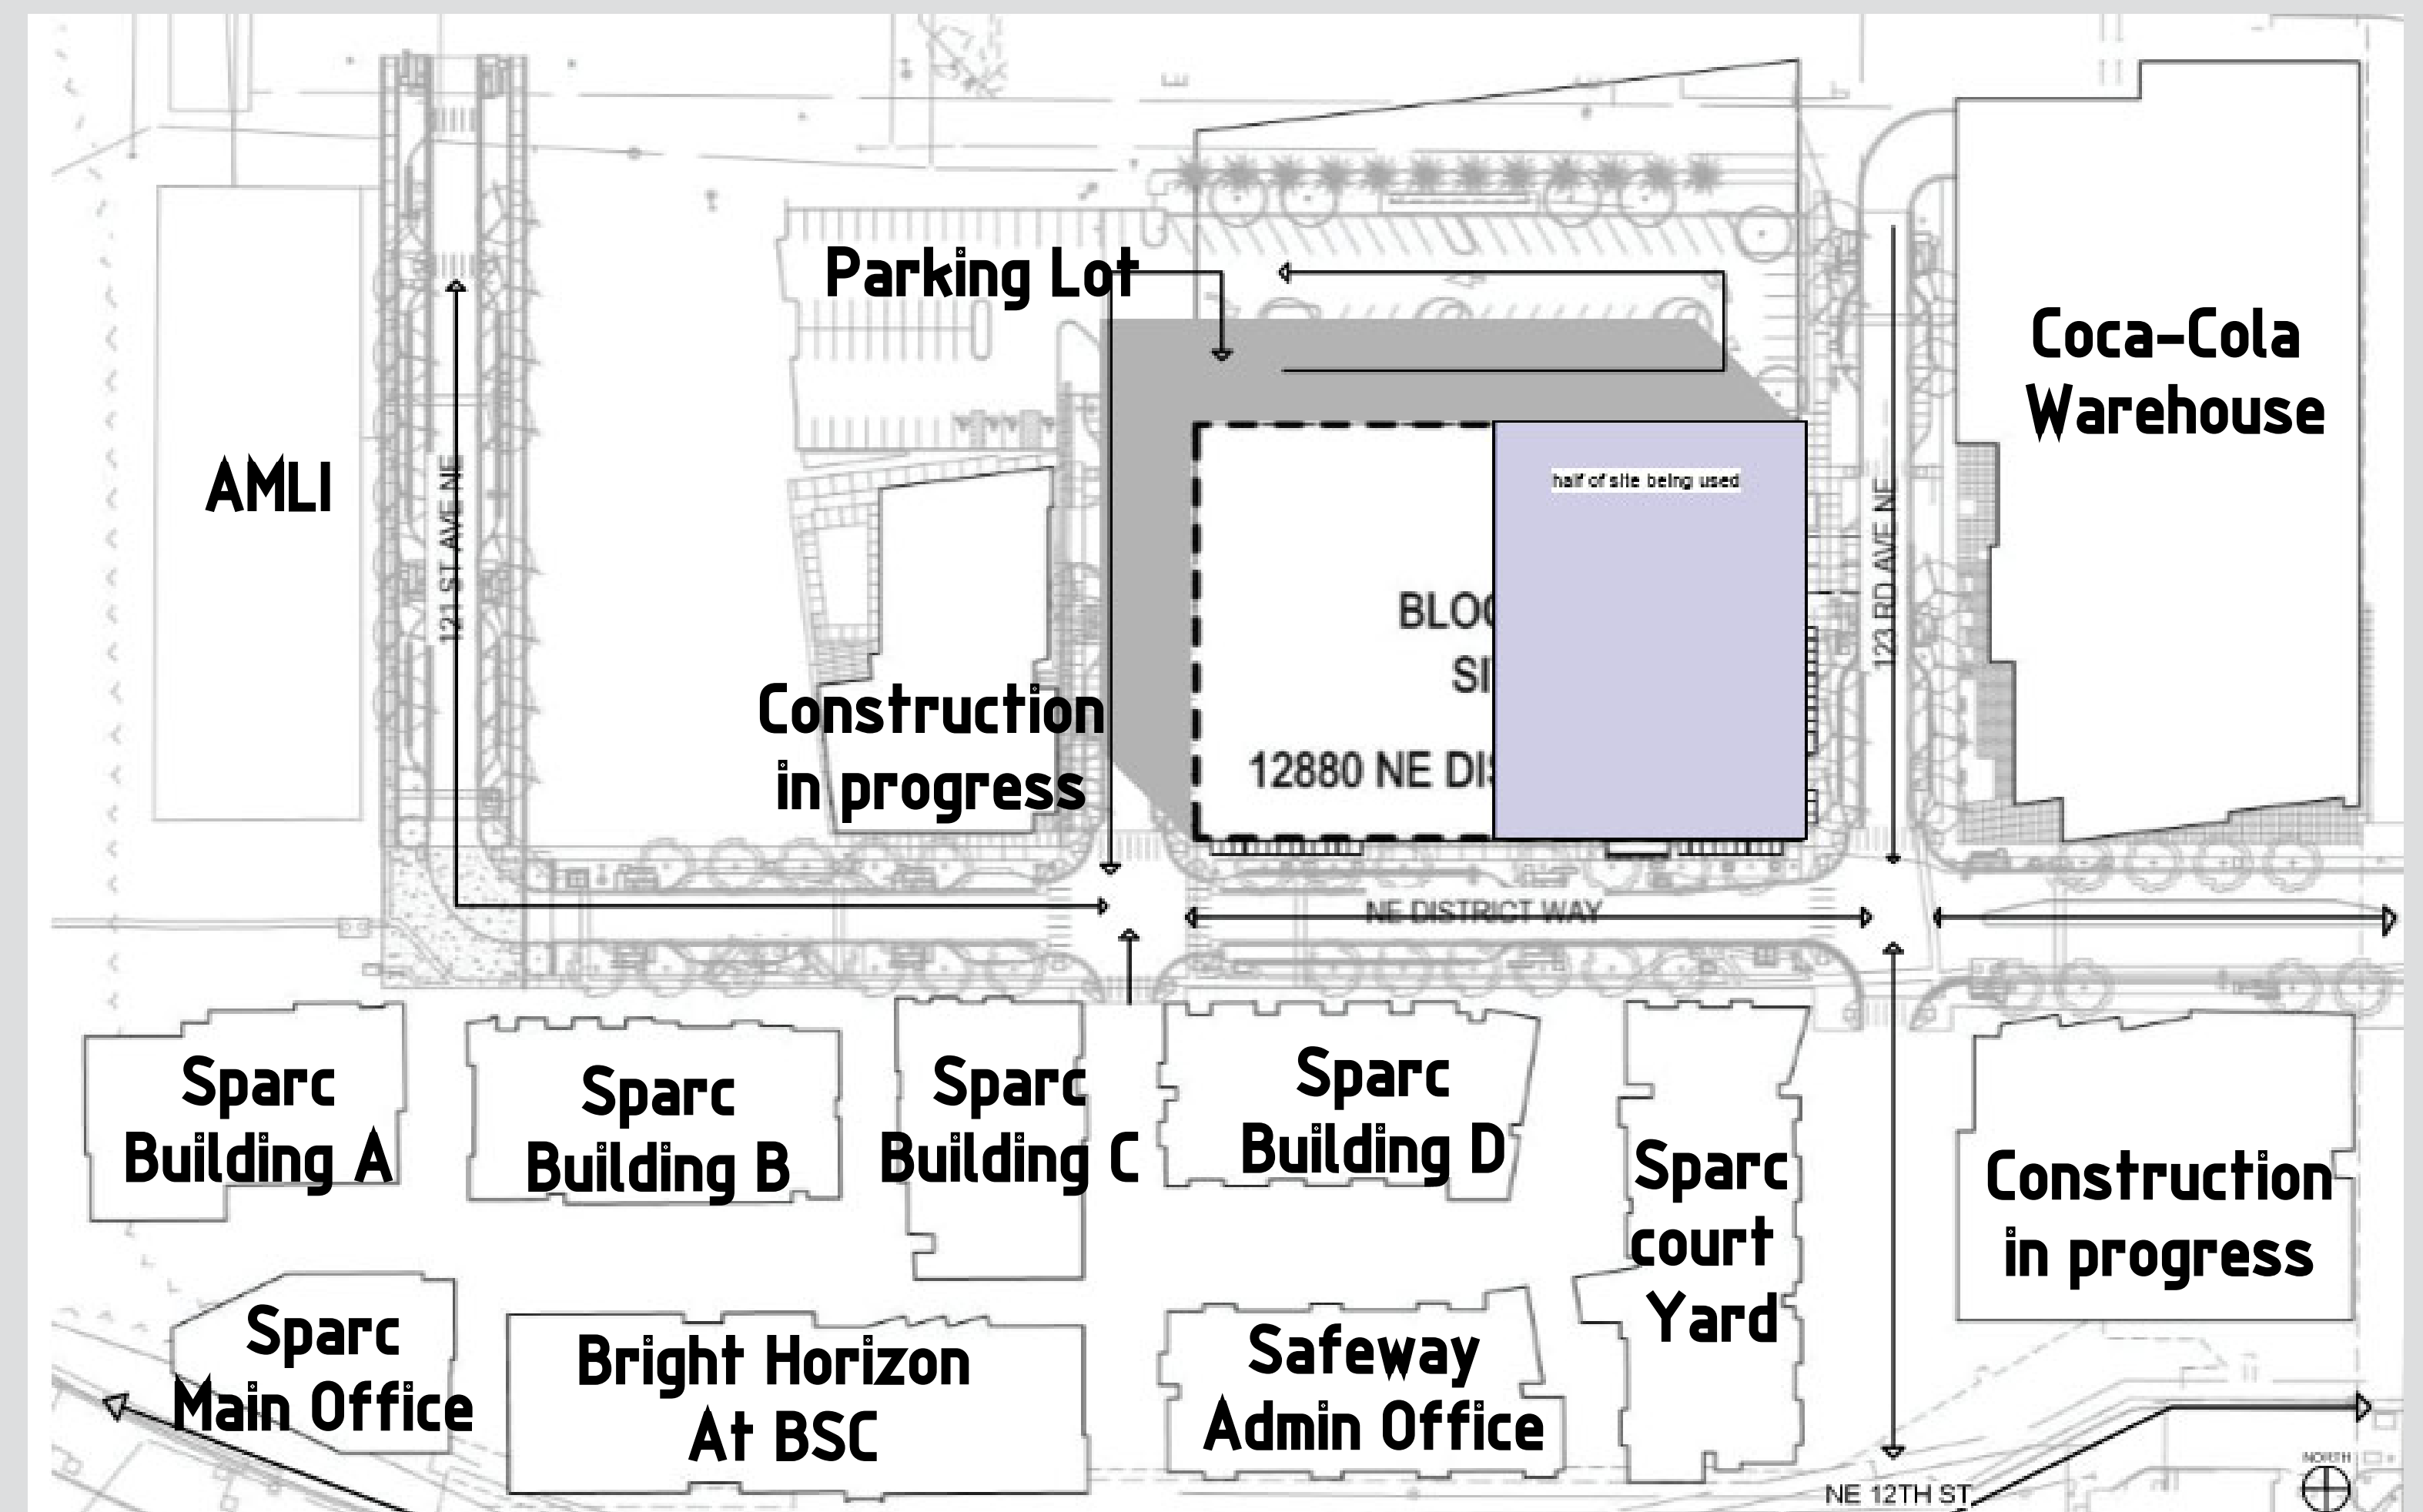 Parking Lot
Coca-Cola
Warehouse
AMLI
121 ST AVE NE
half of site being used
123 RD AVE NE
BLOC
SI
12880 NE DIS
Construction
in progress
NE DISTRICT WAY
Sparc
Building A
Sparc
Building B
Sparc
Building C
Sparc
Building D
Sparc
court
Yard
Construction
in progress
Sparc
Main Office
Bright Horizon
At BSC
Safeway
Admin Office
NORTH
NE 12TH ST